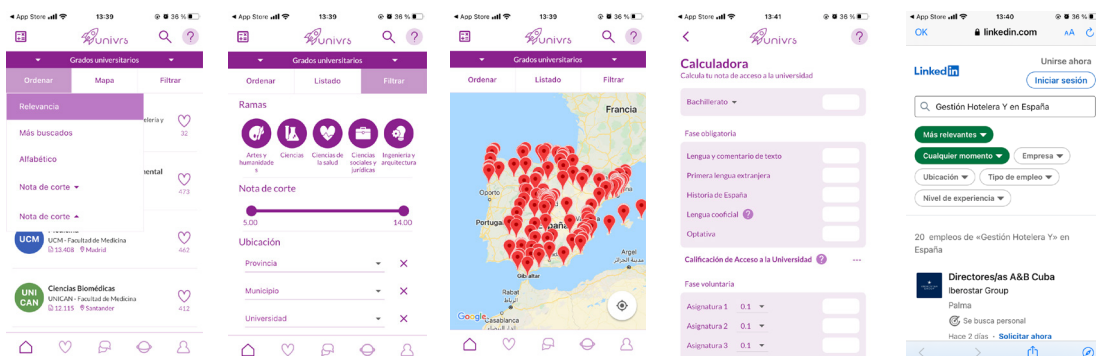 App Store
13:39
36 %
univrs
?
Grados universitarios
Ordenar
Mapa
Filtrar
Relevancia
Más buscados
Alfabético
Nota de corte
Nota de corte
32
473
UCM
UCM - Facultad de Medicina
13.408
Madrid
462
UNI CAN
Ciencias Biomédicas
UNICAN - Facultad de Medicina
12.115
Santander
412
App Store
13:39
36 %
univrs
?
Grados universitarios
Ordenar
Listado
Filtrar
Ramas
Artes y humanidades
Ciencias
Ciencias de la salud
Ciencias sociales y jurídicas
Ingeniería y arquitectura
Nota de corte
5.00
14.00
Ubicación
Provincia
Municipio
Universidad
App Store
13:39
36 %
univrs
?
Grados universitarios
Ordenar
Listado
Filtrar
Francia
Oporto
Portuga
España
Gibraltar
Argel
مدينة الجزائر
Rabat
الرباط
Casablanca
Google
App Store
13:41
36 %
univrs
?
Calculadora
Calcula tu nota de acceso a la universidad
Bachillerato
Fase obligatoria
Lengua y comentario de texto
Primera lengua extranjera
Historia de España
Lengua cooficial ?
Optativa
Calificación de Acceso a la Universidad ? ---
Fase voluntaria
Asignatura 1 0.1
Asignatura 2 0.1
Asignatura 3 0.1
App Store
13:40
36 %
OK
linkedin.com
AA
Linked in
Unirse ahora
Iniciar sesión
Gestión Hotelera Y en España
Más relevantes
Cualquier momento
Empresa
Ubicación
Tipo de empleo
Nivel de experiencia
20 empleos de «Gestión Hotelera Y» en
España
Directores/as A&B Cuba
Iberostar Group
Palma
Se busca personal
Hace 2 días · Solicitar ahora